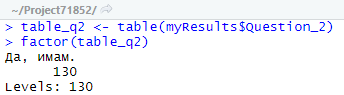 ~/Project71852/
> table_q2 <- table(myResults$Question_2)
> factor(table_q2)
Да, имам.
130
Levels: 130